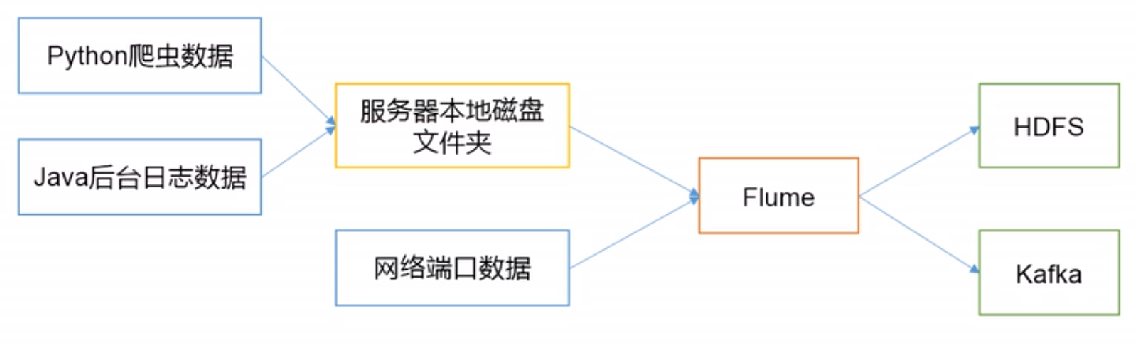 Python爬虫数据
Java后台日志数据
服务器本地磁盘
文件夹
网络端口数据
Flume
HDFS
Kafka